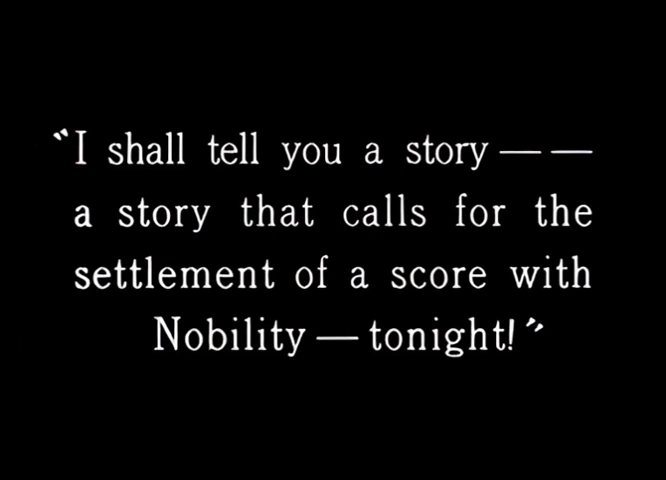 "I shall tell you a story — —
a story that calls for the
settlement of a score with
Nobility — tonight!"